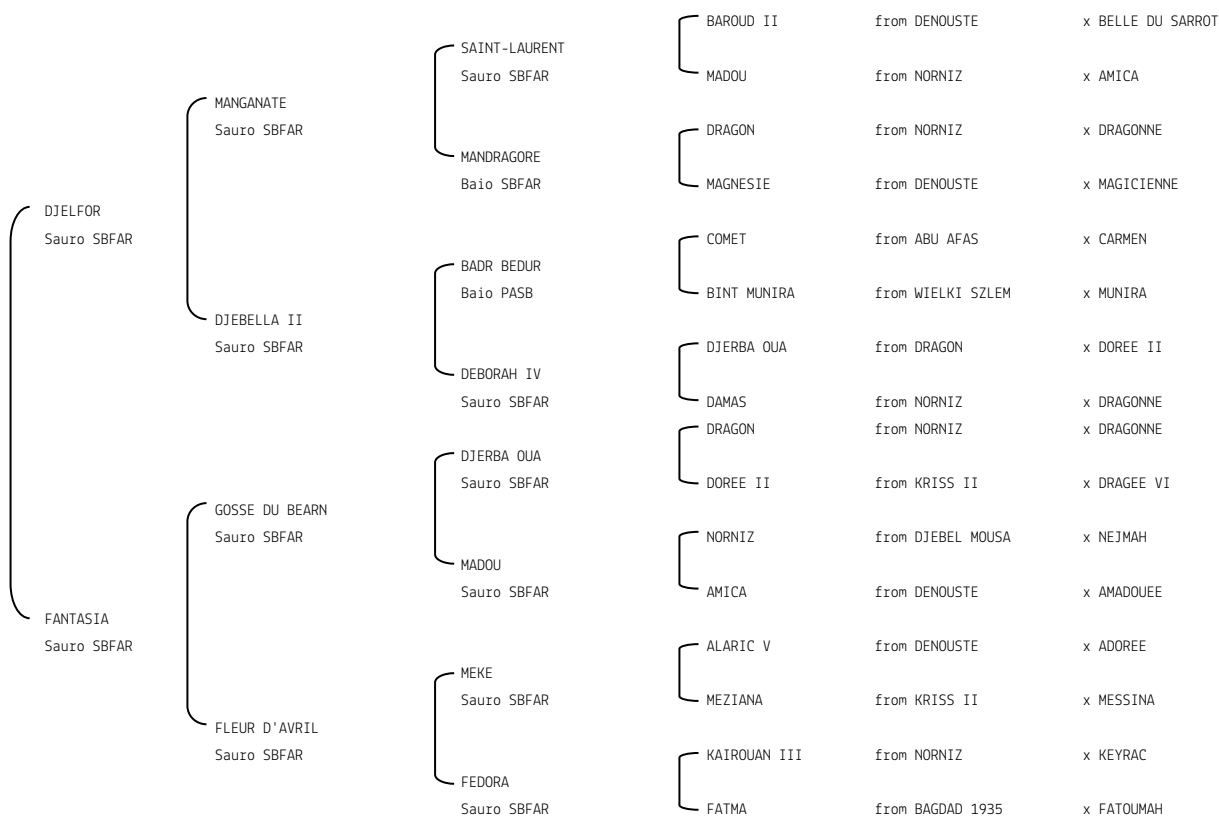 BAROUD II from DENOUSTE x BELLE DU SARROT
SAINT-LAURENT
Sauro SBFAR MADOU from NORNIZ x AMICA
MANGANATE
Sauro SBFAR DRAGON from NORNIZ x DRAGONNE
MANDRAGORE
Baio SBFAR MAGNESIE from DENOUSTE x MAGICIENNE
DJELFOR
Sauro SBFAR COMET from ABU AFAS x CARMEN
BADR BEDUR
Baio PASB BINT MUNIRA from WIELKI SZLEM x MUNIRA
DJEBELLA II
Sauro SBFAR DJERBA OUA from DRAGON x DOREE II
DEBORAH IV
Sauro SBFAR DAMAS from NORNIZ x DRAGONNE
DRAGON from NORNIZ x DRAGONNE
DJERBA OUA
Sauro SBFAR DOREE II from KRISS II x DRAGEE VI
GOSSE DU BEARN
Sauro SBFAR NORNIZ from DJEBEL MOUSA x NEJMAH
MADOU
Sauro SBFAR AMICA from DENOUSTE x AMADOUEE
FANTASIA
Sauro SBFAR ALARIC V from DENOUSTE x ADOREE
MEKE
Sauro SBFAR MEZIANA from KRISS II x MESSINA
FLEUR D'AVRIL
Sauro SBFAR KAIROUAN III from NORNIZ x KEYRAC
FEDORA
Sauro SBFAR FATMA from BAGDAD 1935 x FATOUMAH